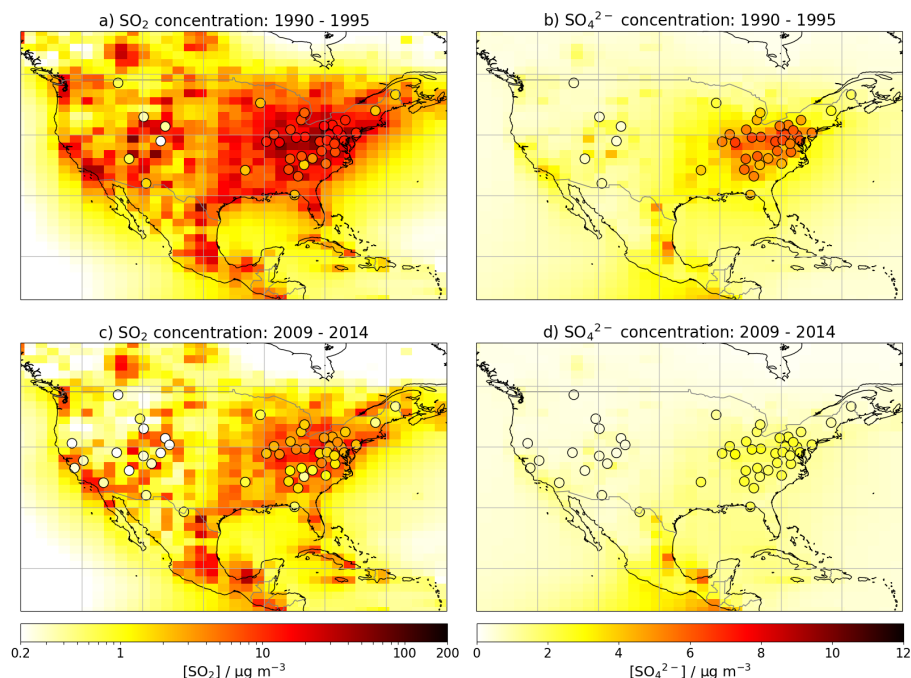 a) SO₂ concentration: 1990 - 1995
b) SO₄²⁻ concentration: 1990 - 1995
c) SO₂ concentration: 2009 - 2014
d) SO₄²⁻ concentration: 2009 - 2014
0.2 1 10 100 200
[SO₂] / μg m⁻³
0 2 4 6 8 10 12
[SO₄²⁻] / μg m⁻³